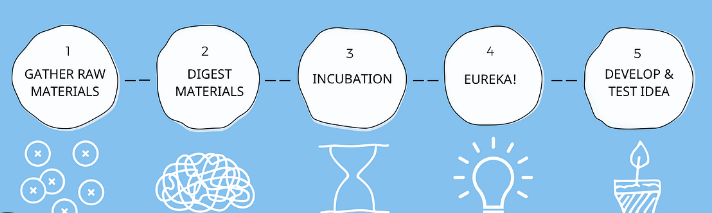 1
GATHER RAW
MATERIALS
2
DIGEST
MATERIALS
3
INCUBATION
4
EUREKA!
5
DEVELOP &
TEST IDEA